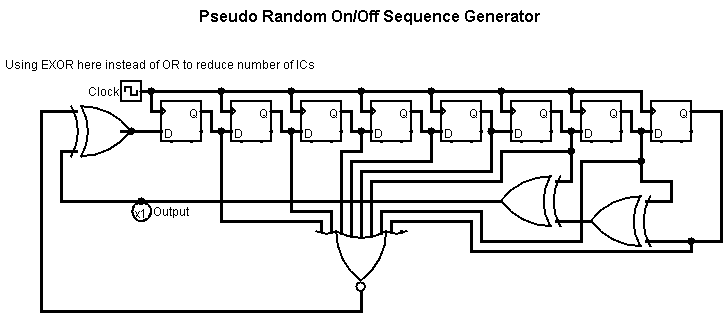 Pseudo Random On/Off Sequence Generator
Using EXOR here instead of OR to reduce number of ICs
Clock
Q Q Q Q Q Q Q Q
D D D D D D D D
x1 Output